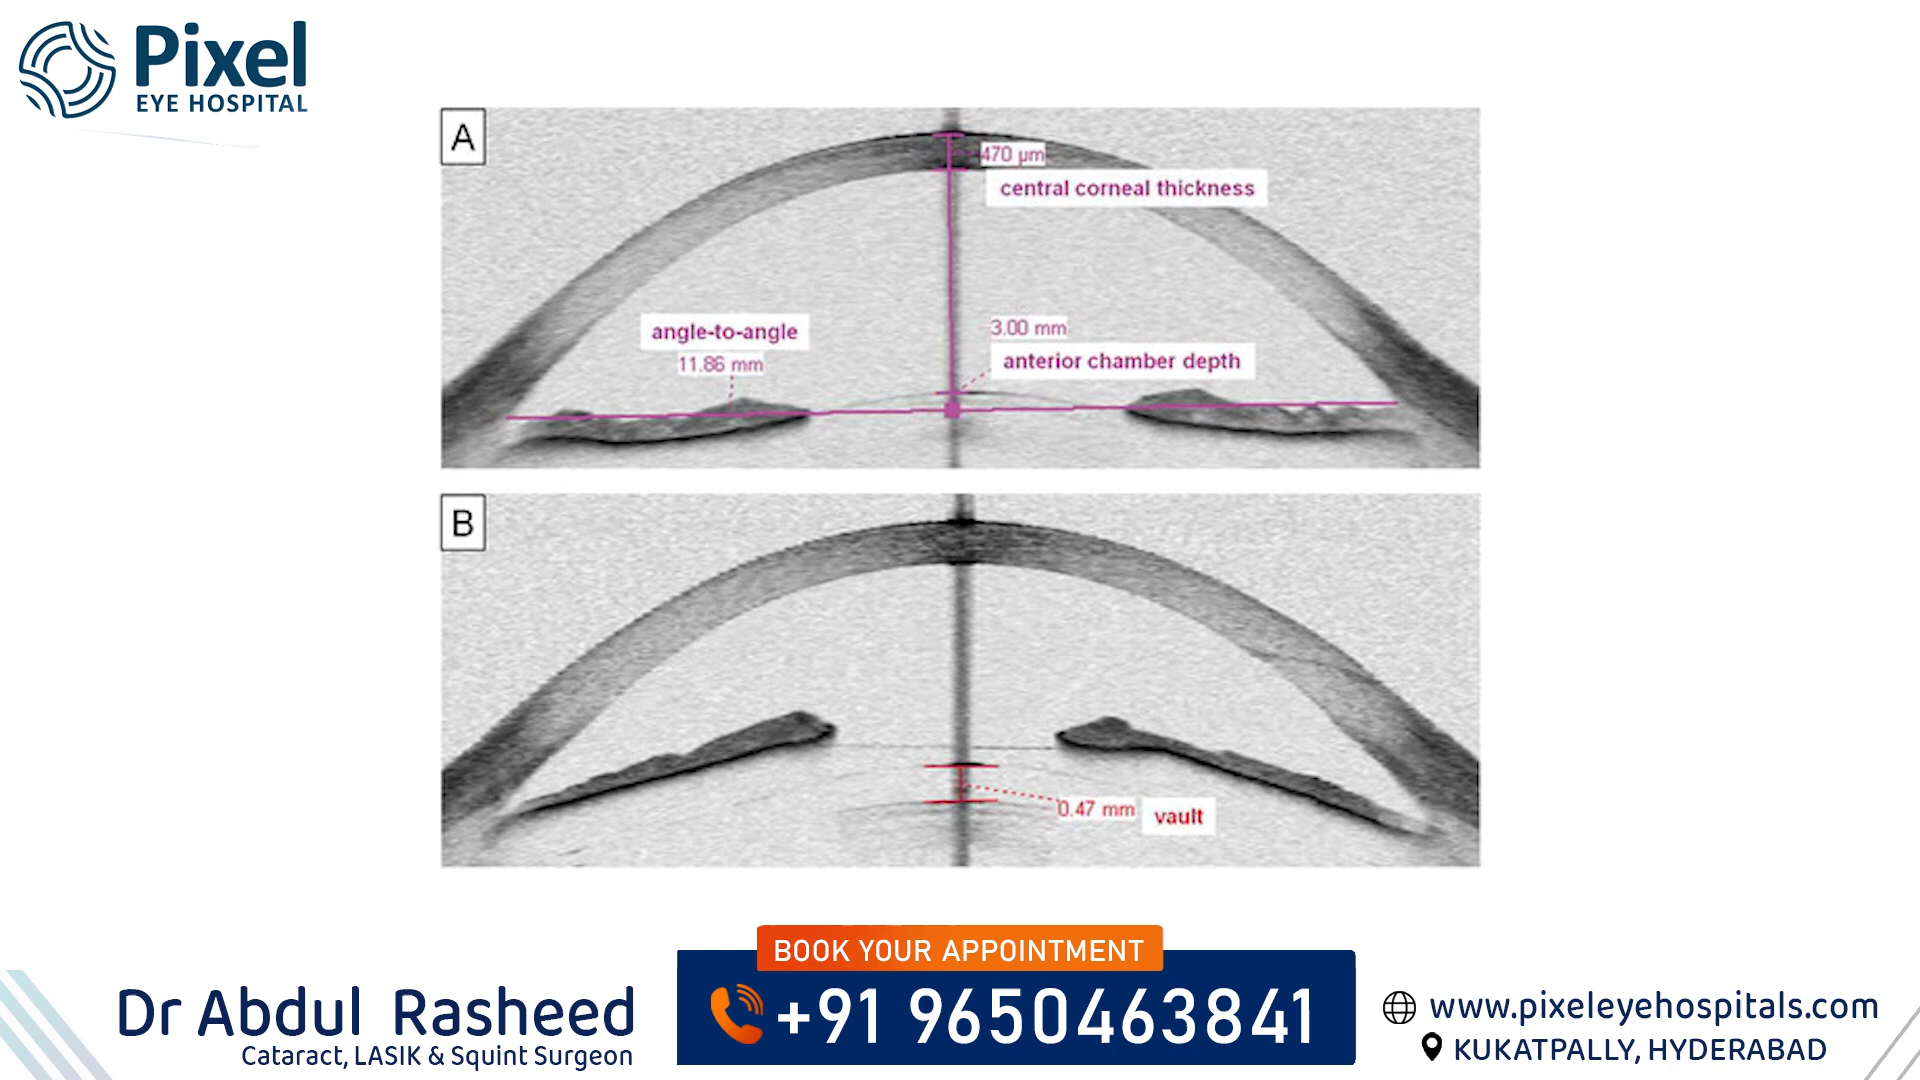 Pixel
EYE HOSPITAL
A
470 µm
central corneal thickness
angle-to-angle
11.86 mm
3.00 mm
anterior chamber depth
B
0.47 mm
vault
BOOK YOUR APPOINTMENT
+91 9650463841
Dr Abdul Rasheed
Cataract, LASIK & Squint Surgeon
www.pixeleyehospitals.com
KUKATPALLY, HYDERABAD